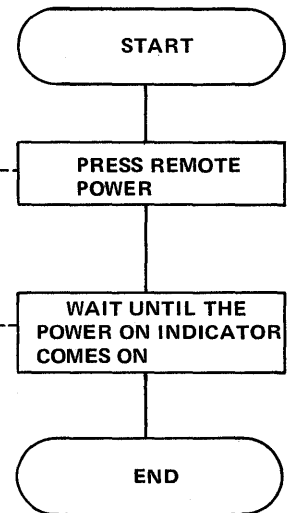 START
PRESS REMOTE
POWER
WAIT UNTIL THE
POWER ON INDICATOR
COMES ON
END